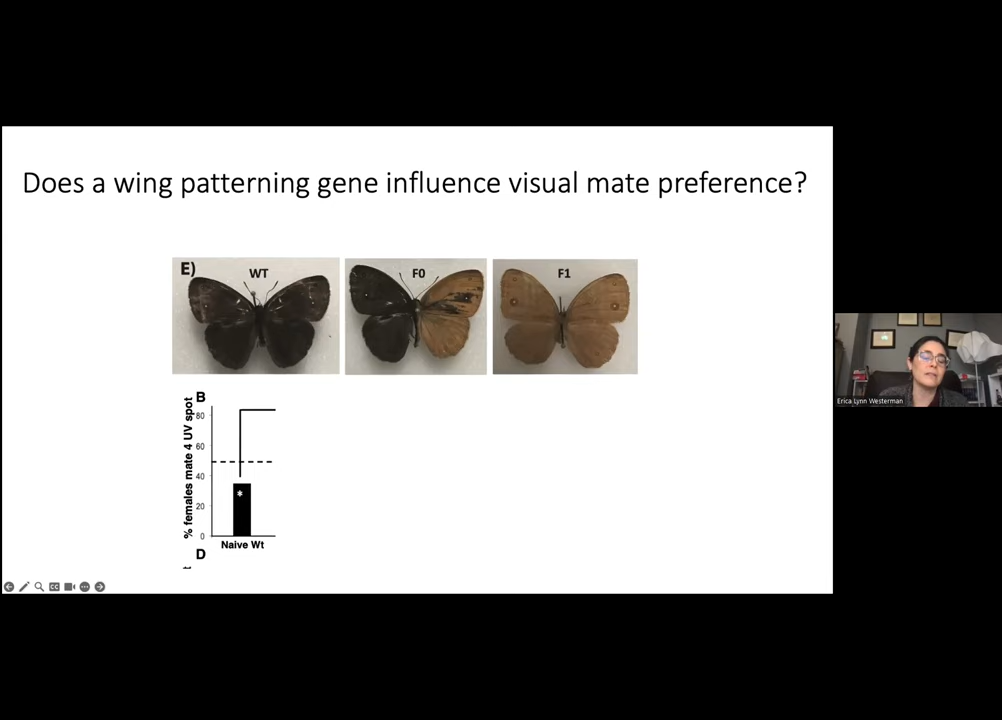 Does a wing patterning gene influence visual mate preference?
E)
WT
F0
F1
B
% females mate 4 UV spot
80
60
40
20
0
*
Naive Wt
D
Erica Lynn Westerman